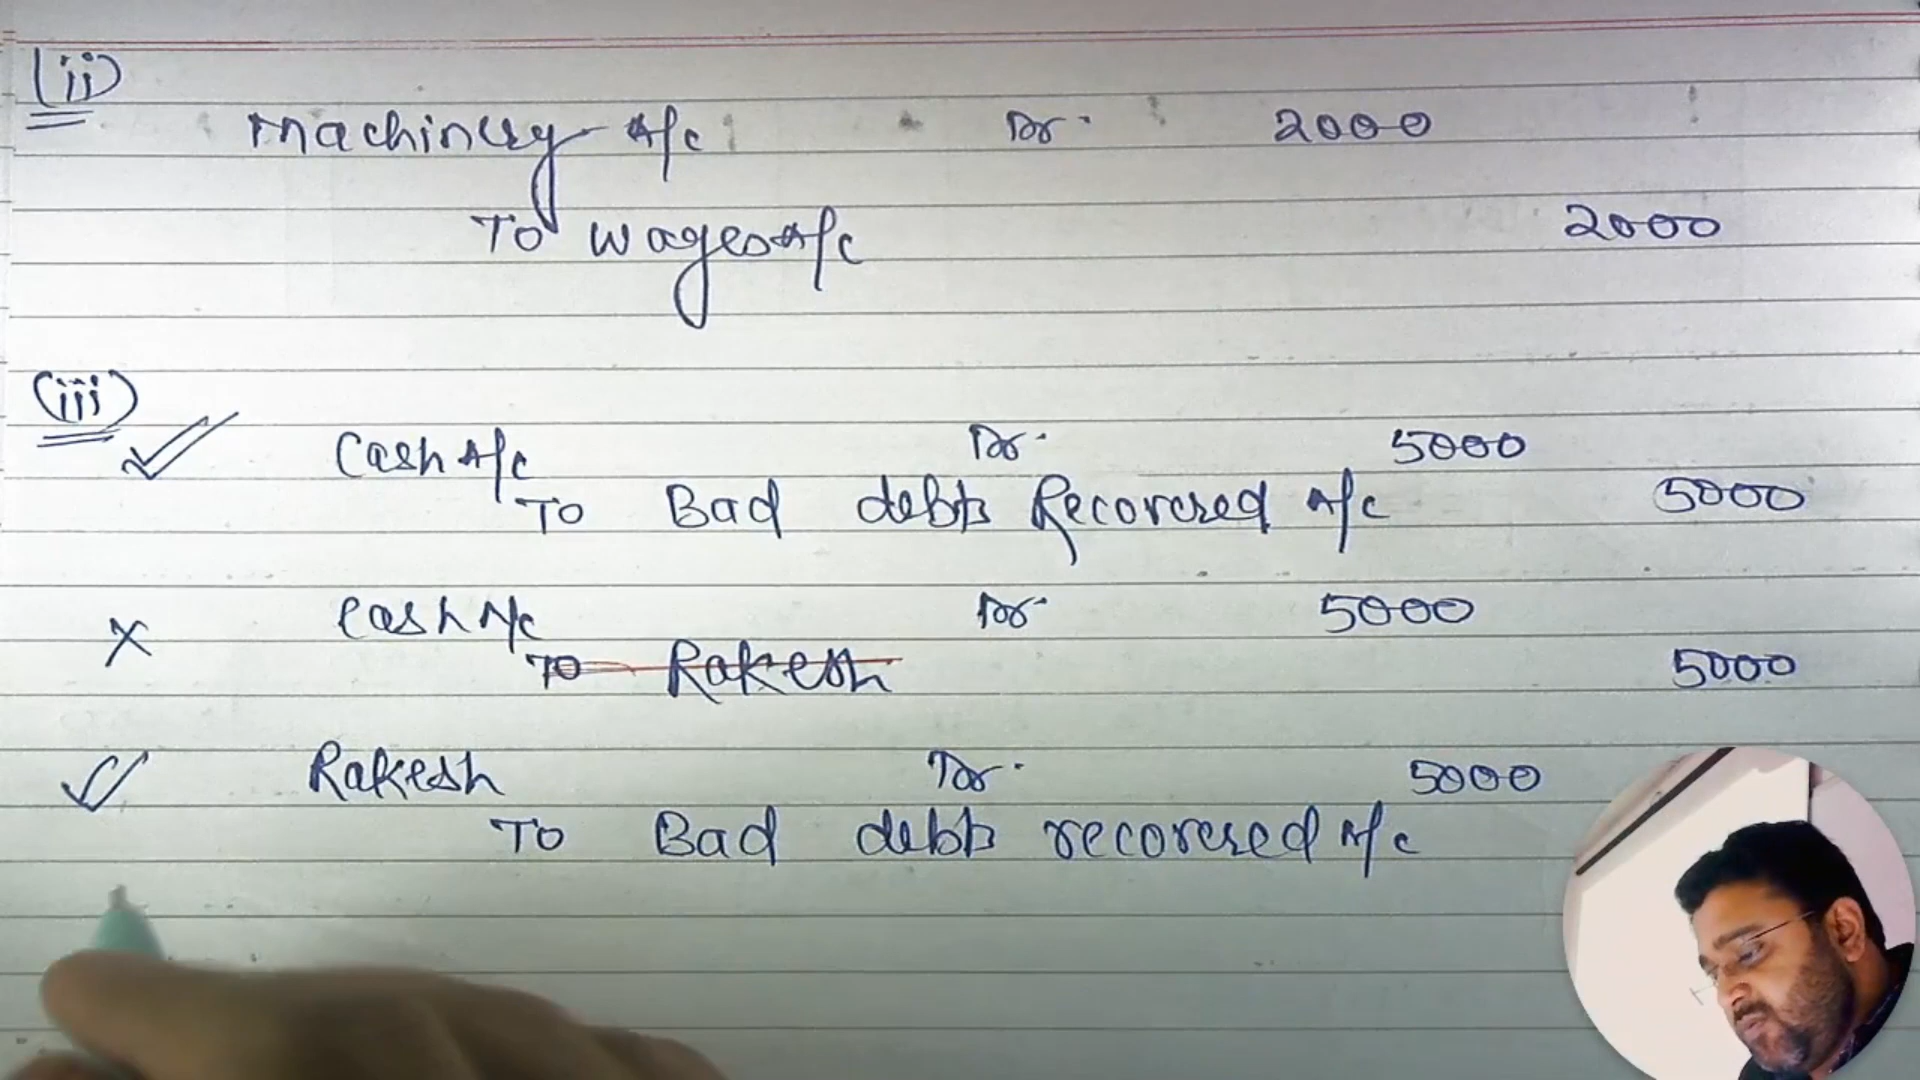 (ii)
Machinery A/c Dr. 2000
To Wages A/c 2000
(iii)
Cash A/c Dr. 5000
To Bad debts Recovered A/c 5000
Cash A/c Dr. 5000
To Rakesh 5000
Rakesh Dr. 5000
To Bad debts recovered A/c